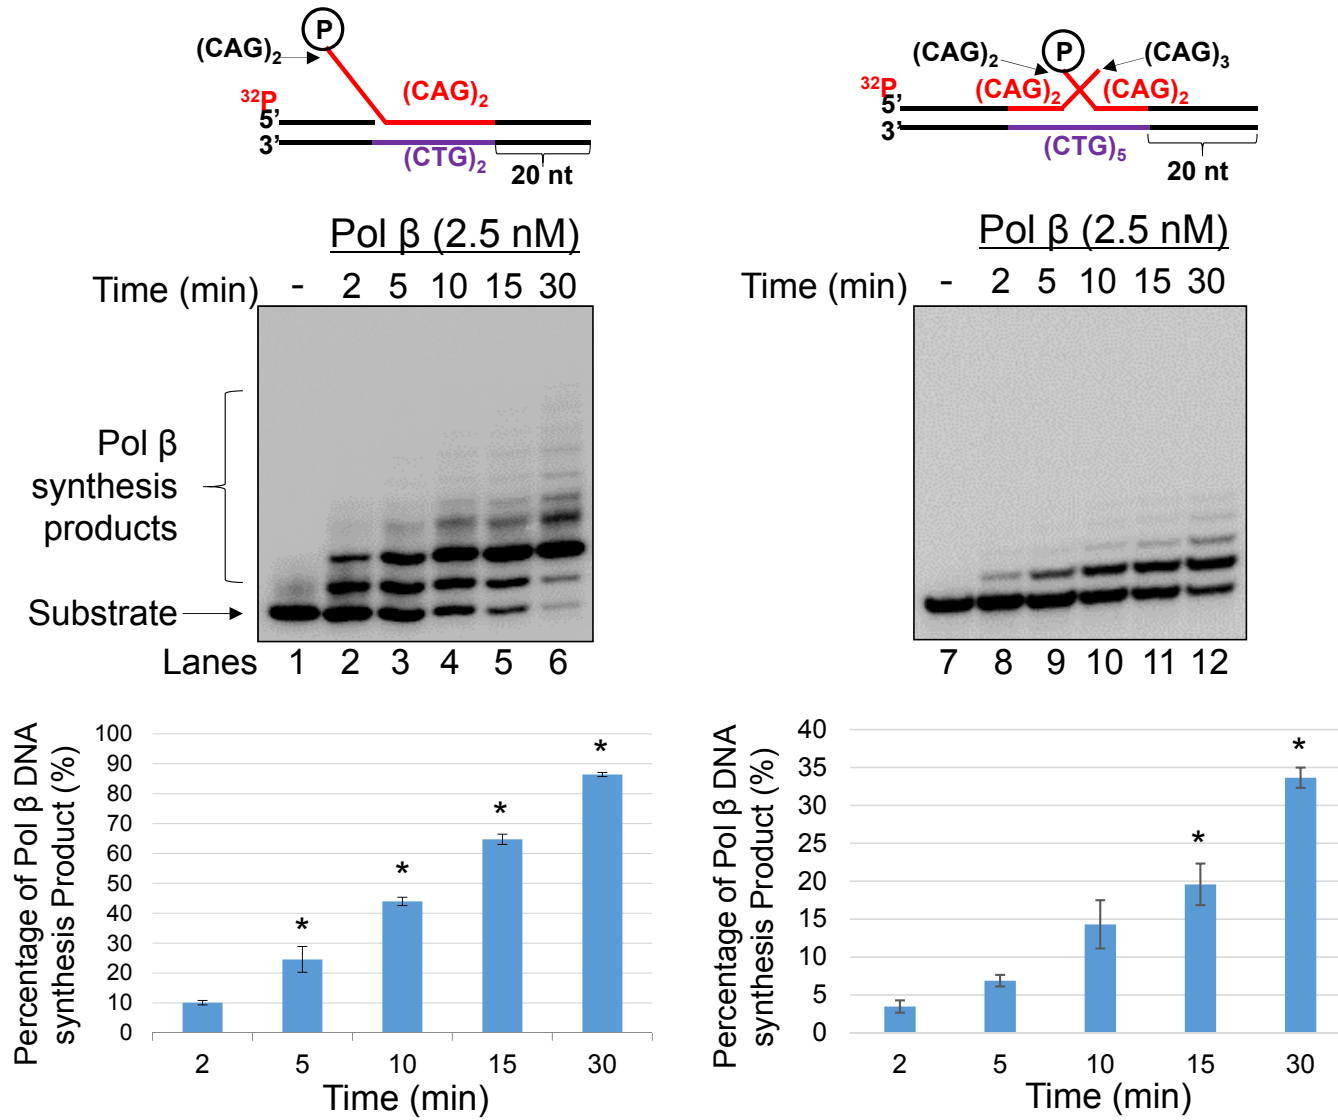 P
(CAG)2
(CAG)2
32P
5'
3'
(CTG)2
20 nt
Pol β (2.5 nM)
Time (min) - 2 5 10 15 30
Pol β
synthesis
products
Substrate
Lanes 1 2 3 4 5 6
Percentage of Pol β DNA
synthesis Product (%)
100
90
80
70
60
50
40
30
20
10
0
* * * *
2 5 10 15 30
Time (min)
P
(CAG)2
(CAG)3
32P
(CAG)2
(CAG)2
5'
3'
(CTG)5
20 nt
Pol β (2.5 nM)
Time (min) - 2 5 10 15 30
7 8 9 10 11 12
Percentage of Pol β DNA
synthesis Product (%)
40
35
30
25
20
15
10
5
0
* *
2 5 10 15 30
Time (min)